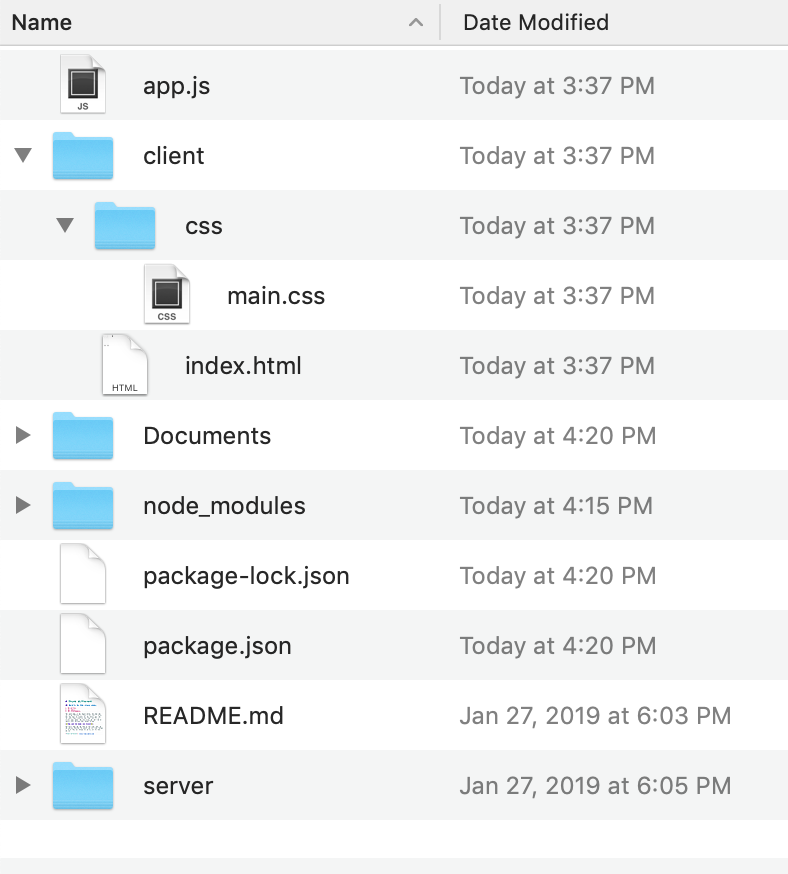 Name Date Modified
app.js Today at 3:37 PM
JS
client Today at 3:37 PM
css Today at 3:37 PM
main.css Today at 3:37 PM
CSS
index.html Today at 3:37 PM
HTML
Documents Today at 4:20 PM
node_modules Today at 4:15 PM
package-lock.json Today at 4:20 PM
package.json Today at 4:20 PM
README.md Jan 27, 2019 at 6:03 PM
server Jan 27, 2019 at 6:05 PM